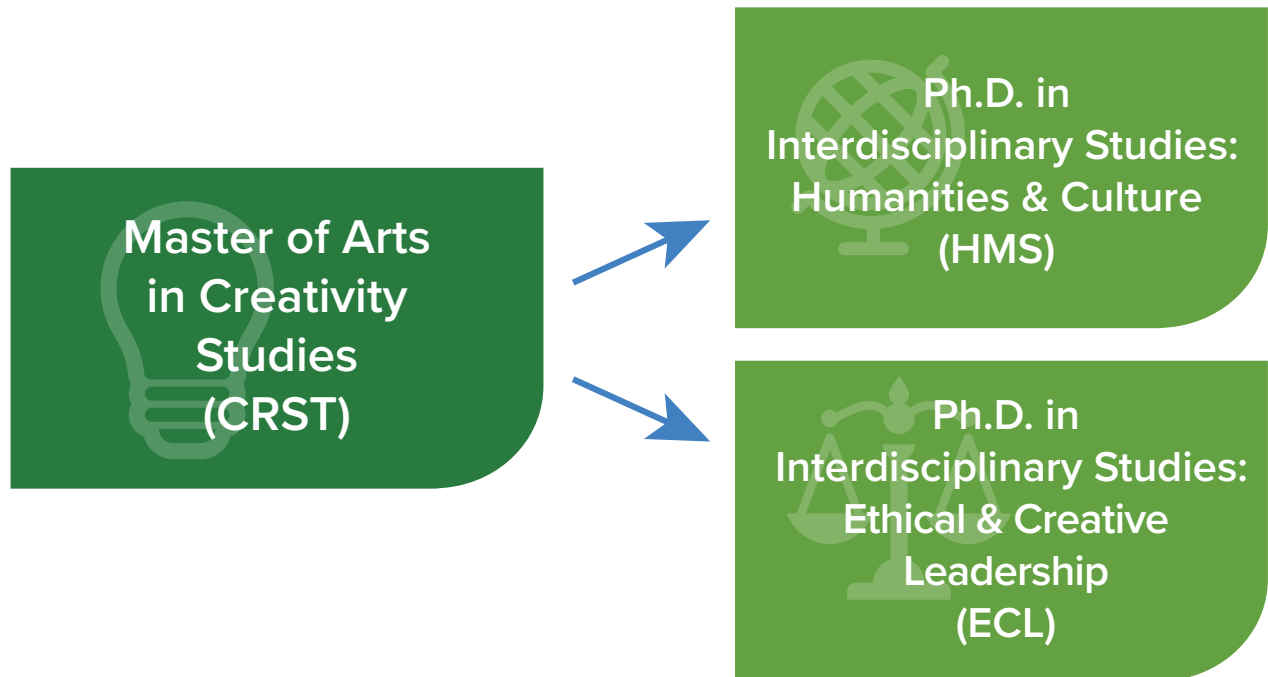 Master of Arts
in Creativity
Studies
(CRST)
Ph.D. in
Interdisciplinary Studies:
Humanities & Culture
(HMS)
Ph.D. in
Interdisciplinary Studies:
Ethical & Creative
Leadership
(ECL)